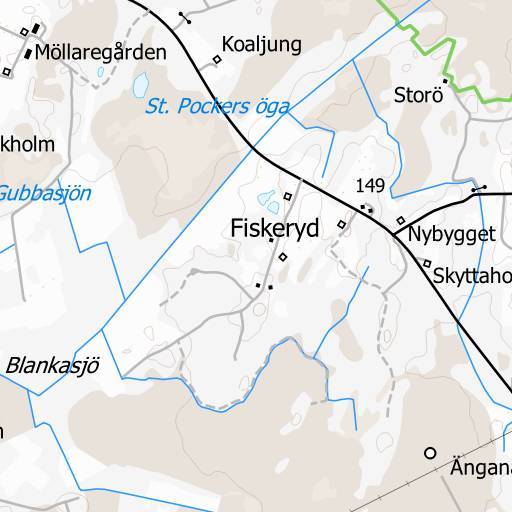 Koaljung
Möllaregården
Storö
St. Pockers öga
kholm
149
Gubbasjön
Fiskeryd
Nybygget
Skyttaho
Blankasjö
n
Ängana